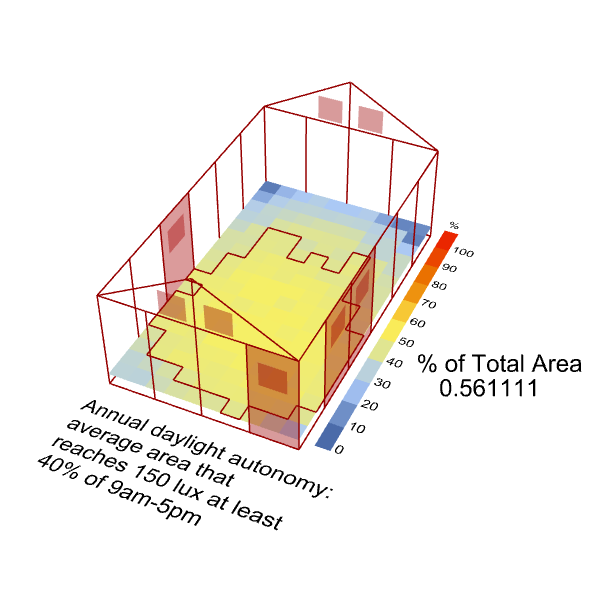 %
100
90
80
70
60
50
40
30
20
10
0
% of Total Area
0.561111
Annual daylight autonomy:
average area that
reaches 150 lux at least
40% of 9am-5pm